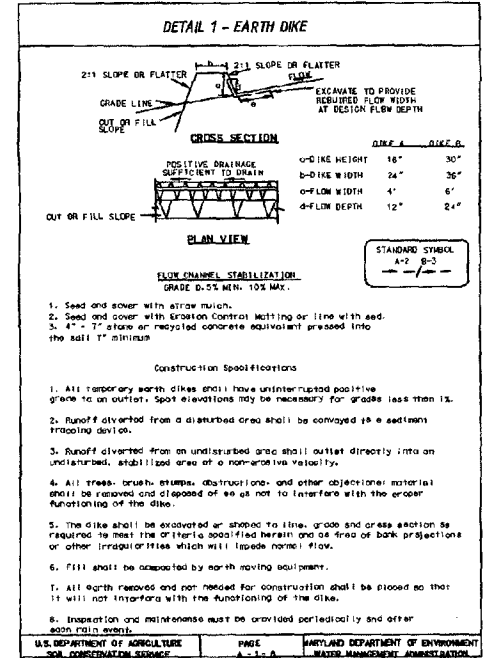 DETAIL 1 - EARTH DIKE
2:1 SLOPE OR FLATTER
2:1 SLOPE OR FLATTER
FLOW
EXCAVATE TO PROVIDE
REQUIRED FLOW WIDTH
AT DESIGN FLOW DEPTH
GRADE LINE
CUT OR FILL
SLOPE
CROSS SECTION
DIKE A DIKE B
a-DIKE HEIGHT 18" 30"
b-DIKE WIDTH 24" 36"
c-FLOW WIDTH 4' 6'
d-FLOW DEPTH 12" 24"
POSITIVE DRAINAGE
SUFFICIENT TO DRAIN
CUT OR FILL SLOPE
PLAN VIEW
STANDARD SYMBOL
A-2 B-3
FLOW CHANNEL STABILIZATION
GRADE 0.5% MIN. 10% MAX.
1. Seed and cover with straw mulch.
2. Seed and cover with Erosion Control Matting or line with sod.
3. 4" - 7" stone or recycled concrete equivalent pressed into
the soil 7" minimum
Construction Specifications
1. All temporary earth dikes shall have uninterrupted positive
grade to an outlet. Spot elevations may be necessary for grades less than 1%.
2. Runoff diverted from a disturbed area shall be conveyed to a sediment
trapping device.
3. Runoff diverted from an undisturbed area shall outlet directly into an
undisturbed, stabilized area at a non-erosive velocity.
4. All trees, brush, stumps, obstructions, and other objectional material
shall be removed and disposed of so as not to interfere with the proper
functioning of the dike.
5. The dike shall be excavated or shaped to line, grade and cross section as
required to meet the criteria specified herein and be free of bank projections
or other irregularities which will impede normal flow.
6. Fill shall be compacted by earth moving equipment.
7. All earth removed and not needed for construction shall be placed so that
it will not interfere with the functioning of the dike.
8. Inspection and maintenance must be provided periodically and after
each rain event.
U.S. DEPARTMENT OF AGRICULTURE
SOIL CONSERVATION SERVICE
PAGE
A - 1 - 6
MARYLAND DEPARTMENT OF ENVIRONMENT
WATER MANAGEMENT ADMINISTRATION